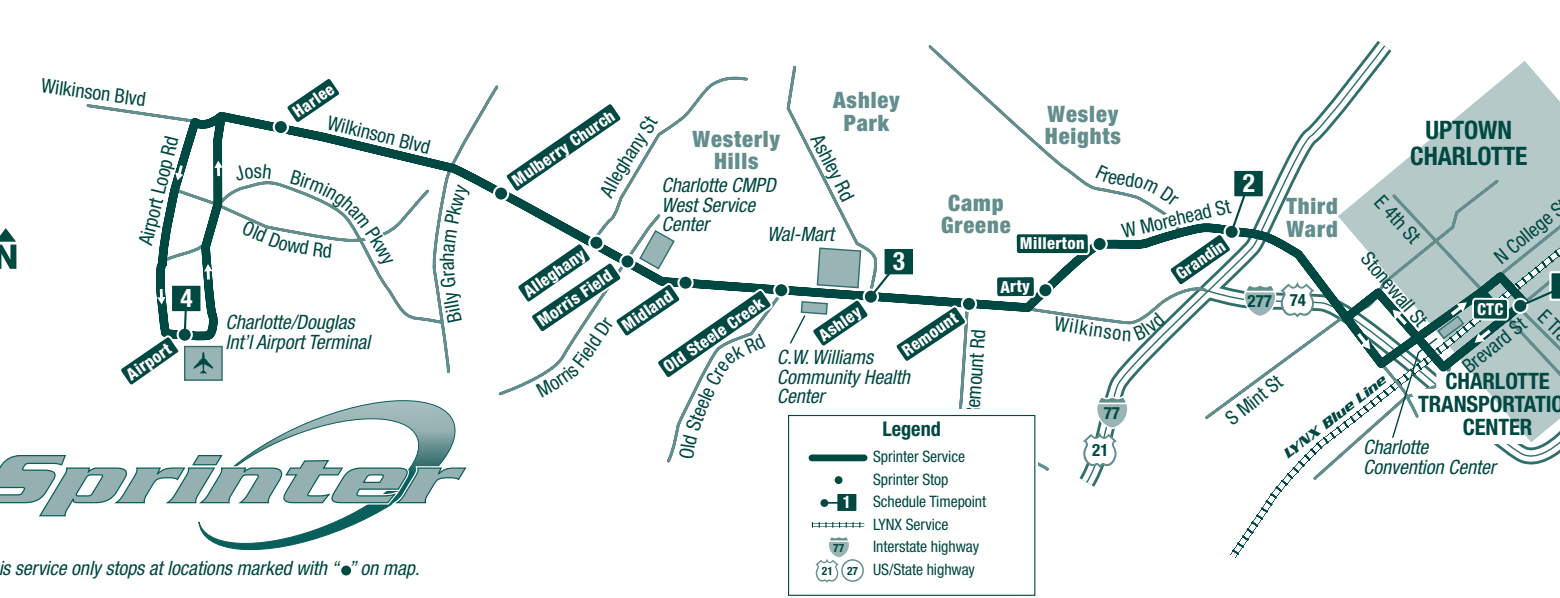 Wilkinson Blvd
Harlee
Wilkinson Blvd
Airport Loop Rd
Josh Birmingham Pkwy
Old Dowd Rd
Billy Graham Pkwy
N
4
Charlotte/Douglas
Int'l Airport Terminal
Airport
Mulberry Church
Alleghany St
Westerly
Hills
Charlotte CMPD
West Service
Center
Alleghany
Morris Field
Midland
Morris Field Dr
Old Steele Creek
Old Steele Creek Rd
Ashley
Park
Ashley Rd
Wal-Mart
3
Ashley
C.W. Williams
Community Health
Center
Remount
Camp
Greene
Arty
Millerton
Wesley
Heights
Freedom Dr
W Morehead St
2
Grandin
Wilkinson Blvd
277
74
77
21
Third
Ward
UPTOWN
CHARLOTTE
E 4th St
N College
Stonewall St
CTC
Brevard St
S Mint St
LYNX Blue Line
CHARLOTTE
CENTER
Charlotte
Convention Center
Sprinter
service only stops at locations marked with “●” on map.
Legend
Sprinter Service
Sprinter Stop
1 Schedule Timepoint
LYNX Service
77 Interstate highway
21 27 US/State highway